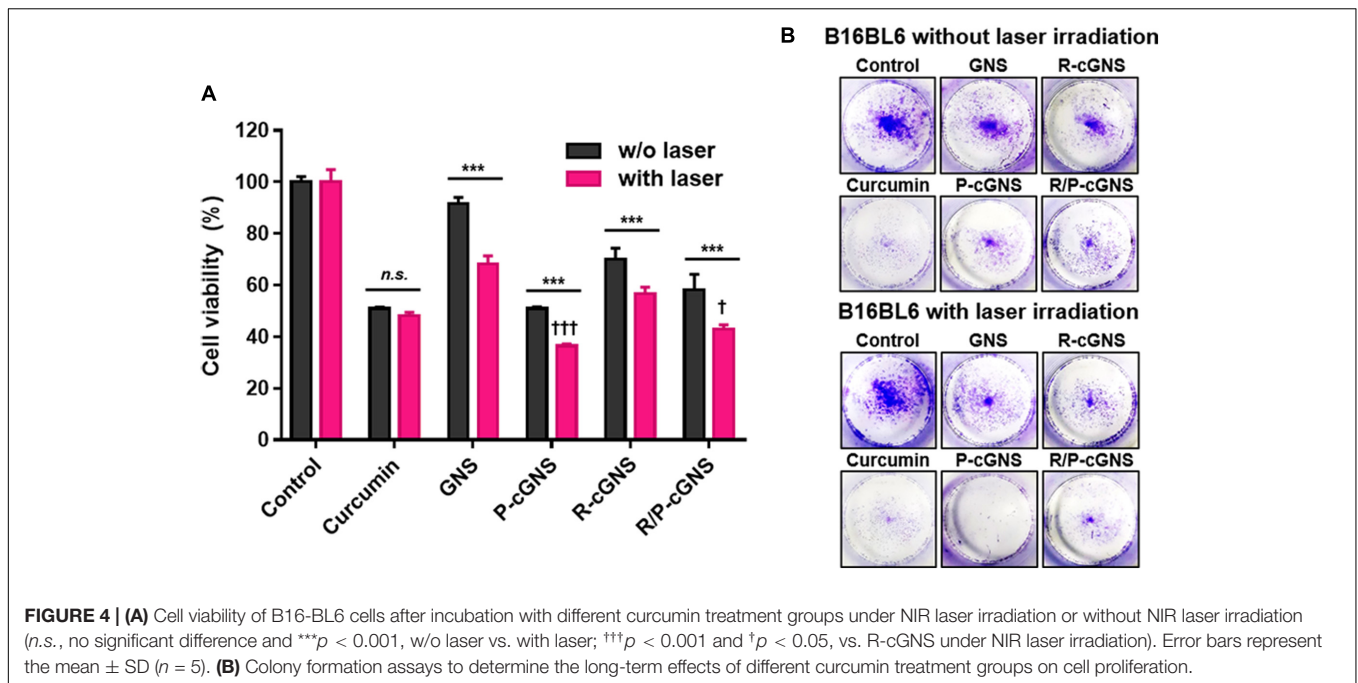 A
120
100
80
60
40
20
0
Cell viability (%)
w/o laser
with laser
n.s.
***
***
†††
***
***
†
Control
Curcumin
GNS
P-cGNS
R-cGNS
R/P-cGNS
B
B16BL6 without laser irradiation
Control GNS R-cGNS
Curcumin P-cGNS R/P-cGNS
B16BL6 with laser irradiation
Control GNS R-cGNS
Curcumin P-cGNS R/P-cGNS
FIGURE 4 | (A) Cell viability of B16-BL6 cells after incubation with different curcumin treatment groups under NIR laser irradiation or without NIR laser irradiation
(n.s., no significant difference and ***p < 0.001, w/o laser vs. with laser; †††p < 0.001 and †p < 0.05, vs. R-cGNS under NIR laser irradiation). Error bars represent
the mean ± SD (n = 5). (B) Colony formation assays to determine the long-term effects of different curcumin treatment groups on cell proliferation.